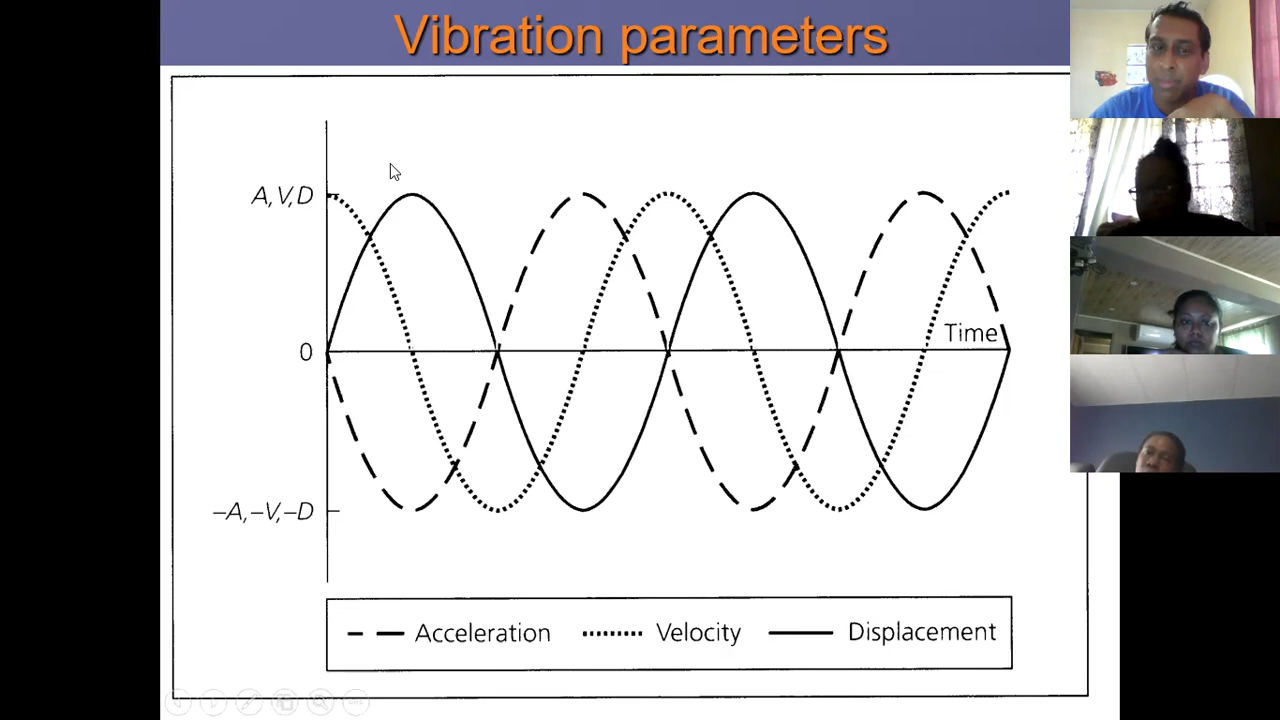 Vibration parameters
A,V,D
Time
0
–A,–V,–D
Acceleration Velocity Displacement